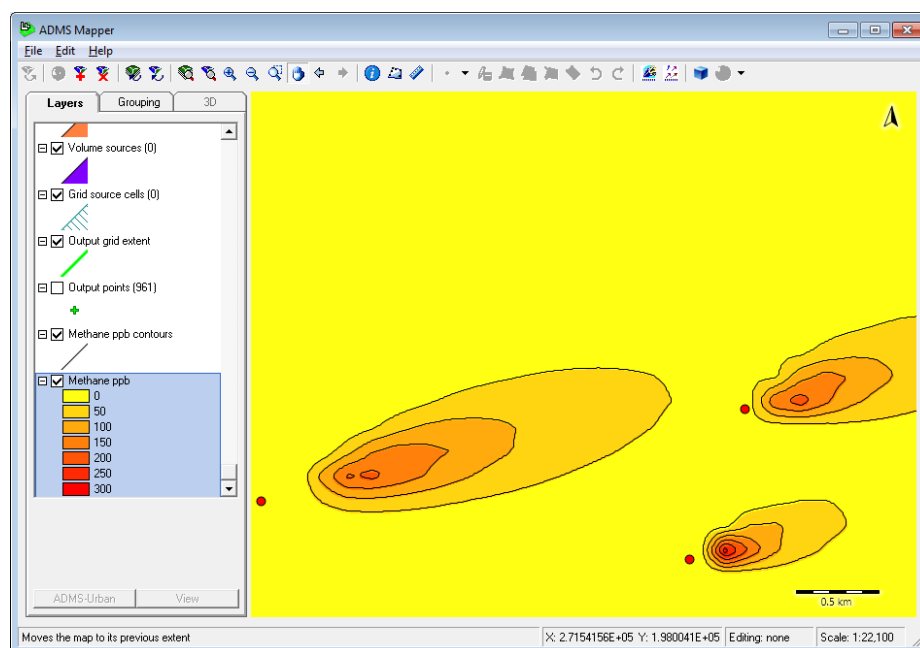 ADMS Mapper
File Edit Help
Layers Grouping 3D
Volume sources (0)
Grid source cells (0)
Output grid extent
Output points (961)
Methane ppb contours
Methane ppb
0
50
100
150
200
250
300
ADMS-Urban View
0.5 km
Moves the map to its previous extent X: 2.7154156E+05 Y: 1.980041E+05 Editing: none Scale: 1:22,100